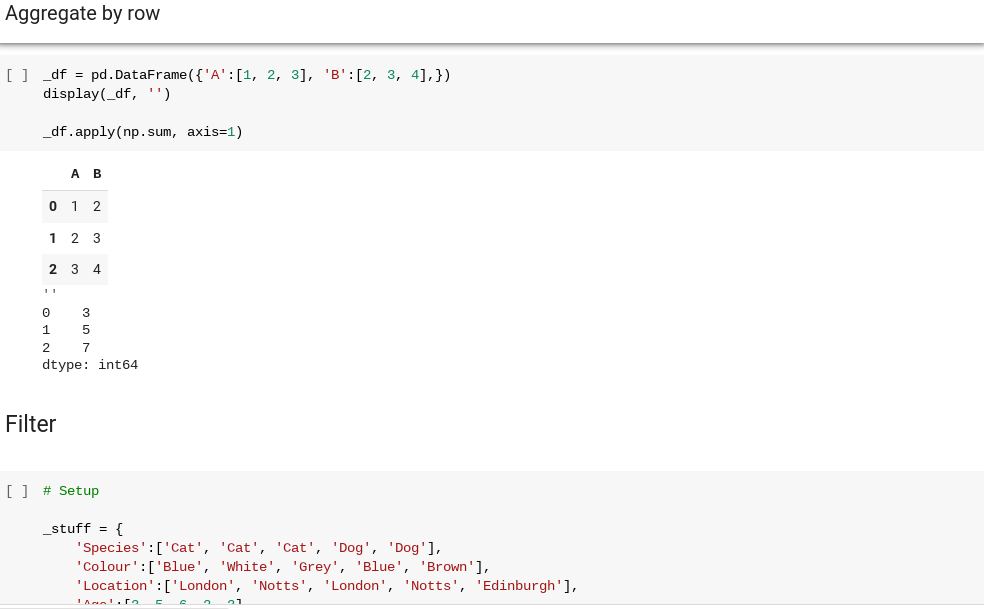 Aggregate by row
[ ] _df = pd.DataFrame({'A':[1, 2, 3], 'B':[2, 3, 4],})
display(_df, '')
_df.apply(np.sum, axis=1)
A B
0 1 2
1 2 3
2 3 4
''
0    3
1    5
2    7
dtype: int64
Filter
[ ] # Setup
_stuff = {
    'Species':['Cat', 'Cat', 'Cat', 'Dog', 'Dog'],
    'Colour':['Blue', 'White', 'Grey', 'Blue', 'Brown'],
    'Location':['London', 'Notts', 'London', 'Notts', 'Edinburgh'],